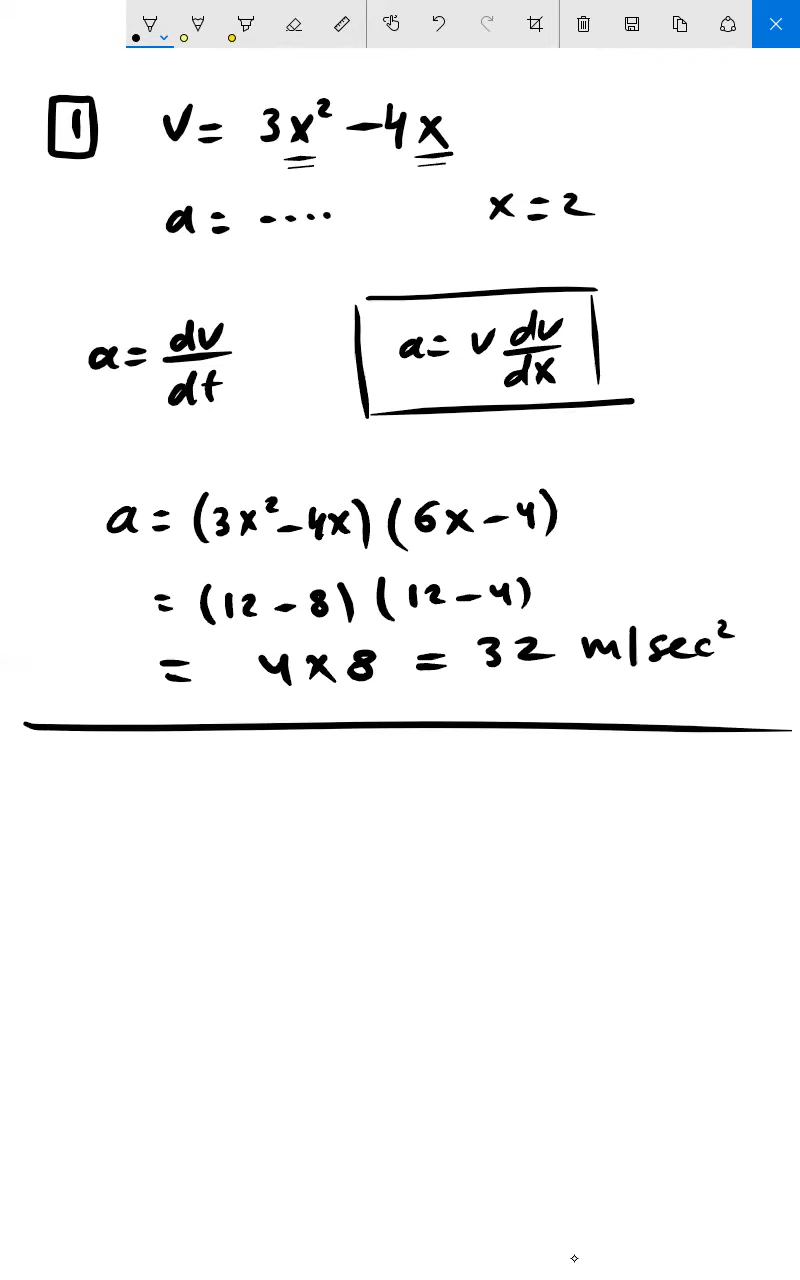 1 v = 3x² - 4x
a = .... x = 2
a = dv/dt a = v dv/dx
a = (3x² - 4x) (6x - 4)
= (12 - 8) (12 - 4)
= 4 × 8 = 32 m/sec²